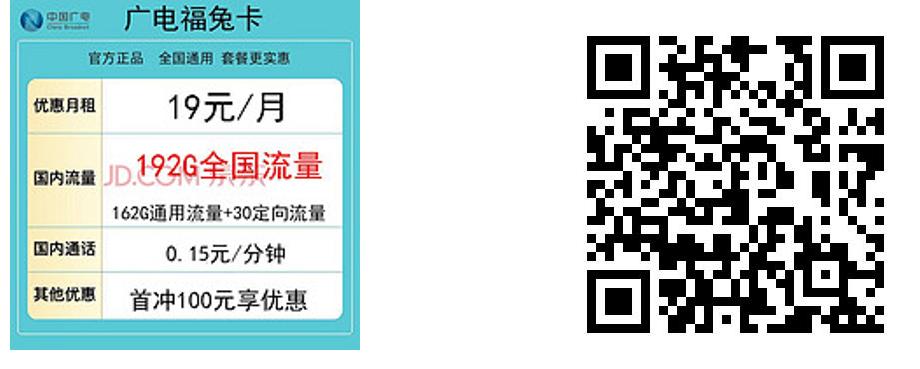 中国广电
China Broadnet
广电福兔卡
官方正品 全国通用 套餐更实惠
优惠月租
19元/月
国内流量
192G全国流量
JD.COM 京东
162G通用流量+30定向流量
国内通话
0.15元/分钟
其他优惠
首冲100元享优惠